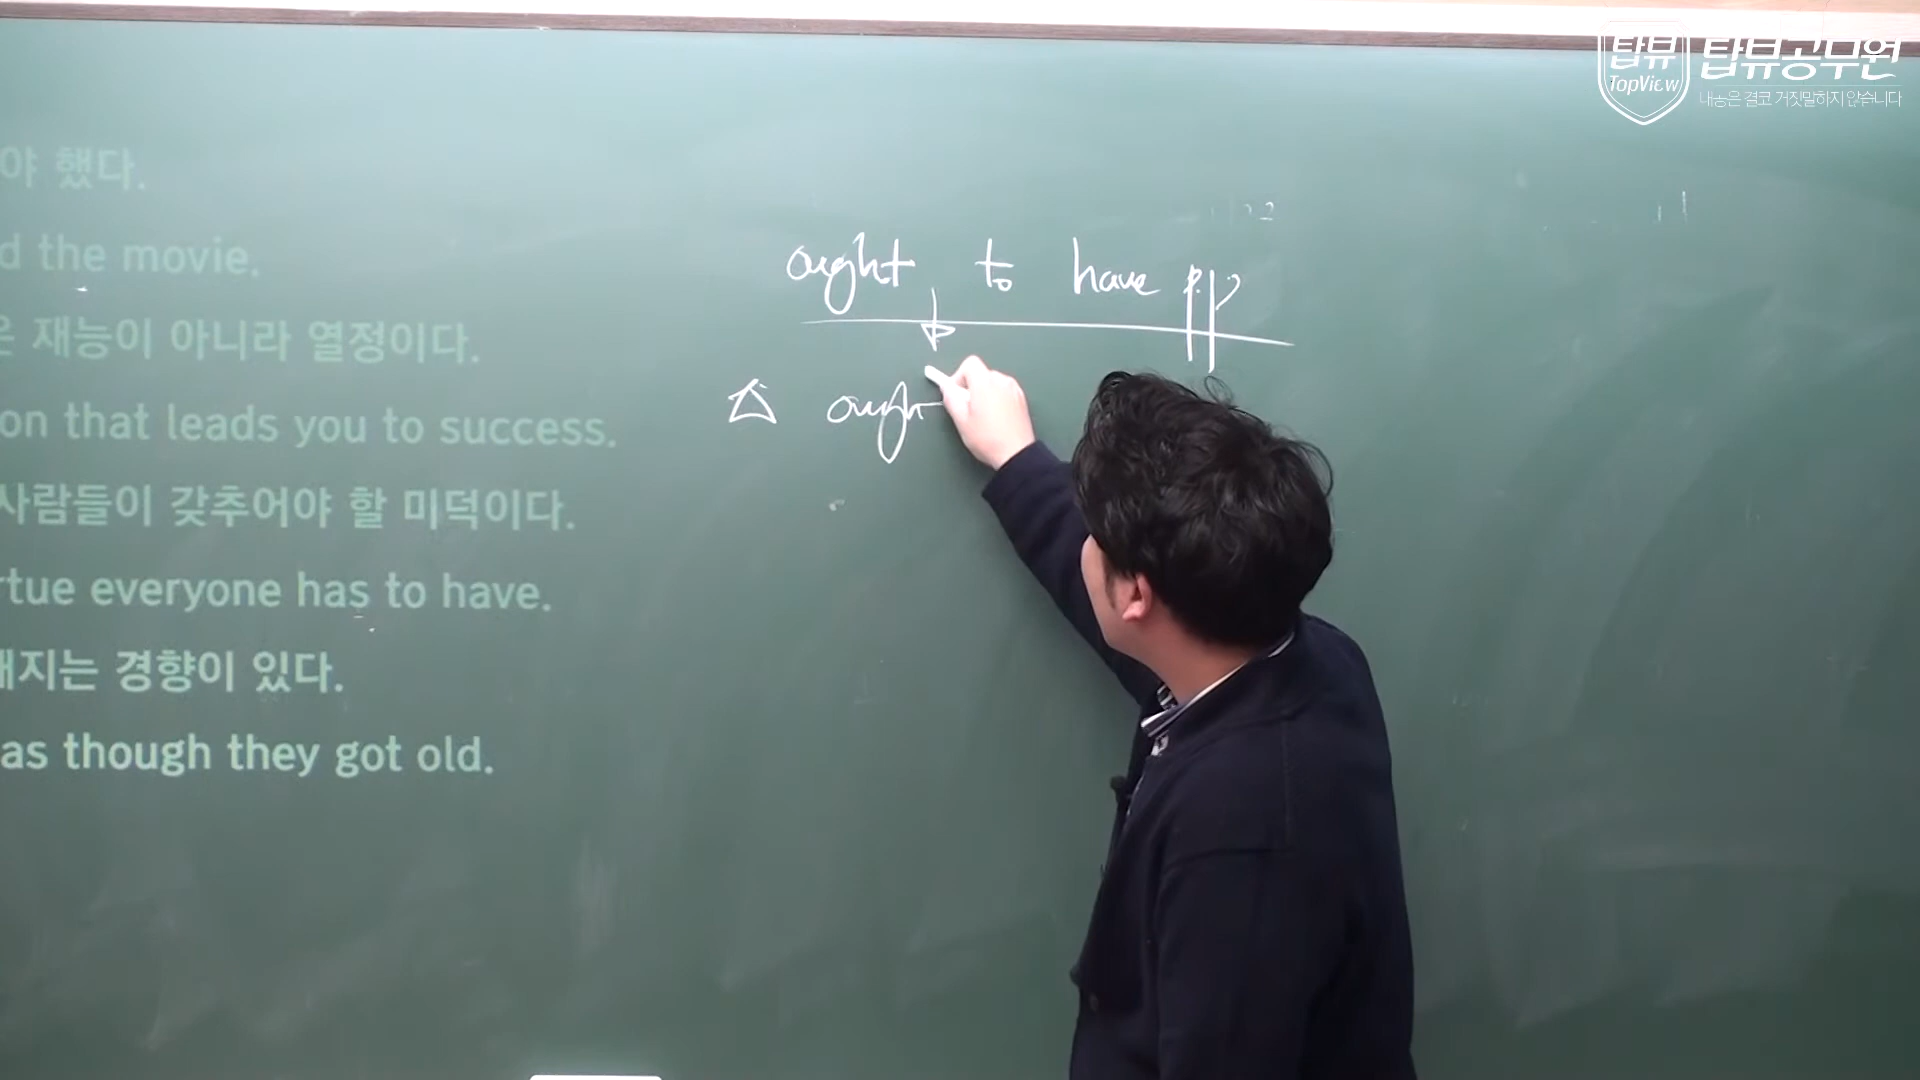 탑뷰 TopView 탑뷰공무원
내놓은 결코 거짓말하지 않습니다
야 했다.
d the movie.
은 재능이 아니라 열정이다.
on that leads you to success.
사람들이 갖추어야 할 미덕이다.
rtue everyone has to have.
해지는 경향이 있다.
as though they got old.
ought to have p.p
ough